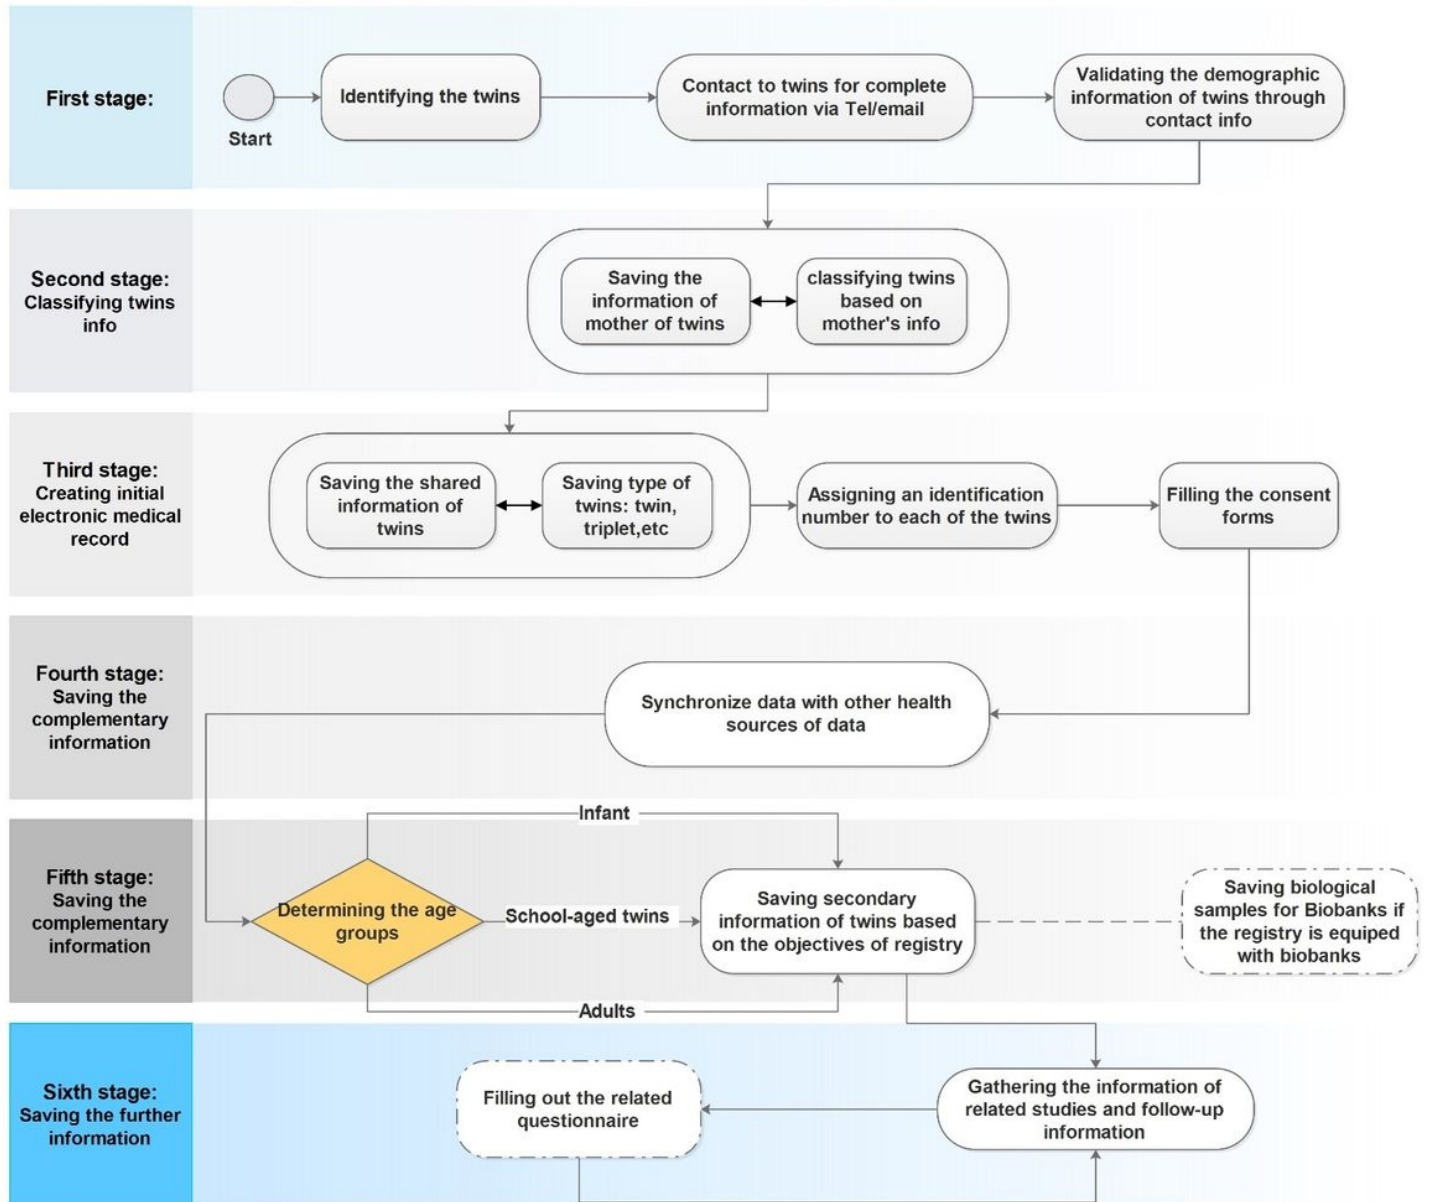 First stage:
Start
Identifying the twins
Contact to twins for complete
information via Tel/email
Validating the demographic
information of twins through
contact info
Second stage:
Classifying twins
info
Saving the
information of
mother of twins
classifying twins
based on
mother's info
Third stage:
Creating initial
electronic medical
record
Saving the shared
information of
twins
Saving type of
twins: twin,
triplet,etc
Assigning an identification
number to each of the twins
Filling the consent
forms
Fourth stage:
Saving the
complementary
information
Synchronize data with other health
sources of data
Fifth stage:
Saving the
complementary
information
Infant
Determining the age
groups
School-aged twins
Adults
Saving secondary
information of twins based
on the objectives of registry
Saving biological
samples for Biobanks if
the registry is equiped
with biobanks
Sixth stage:
Saving the further
information
Filling out the related
questionnaire
Gathering the information of
related studies and follow-up
information